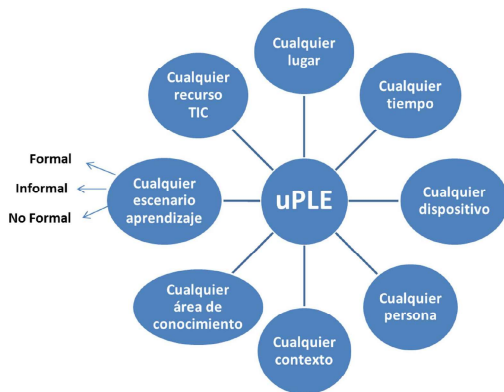 Cualquier
lugar
Cualquier
recurso
TIC
Cualquier
tiempo
Formal
Informal
No Formal
Cualquier
escenario
aprendizaje
uPLE
Cualquier
dispositivo
Cualquier
área de
conocimiento
Cualquier
persona
Cualquier
contexto